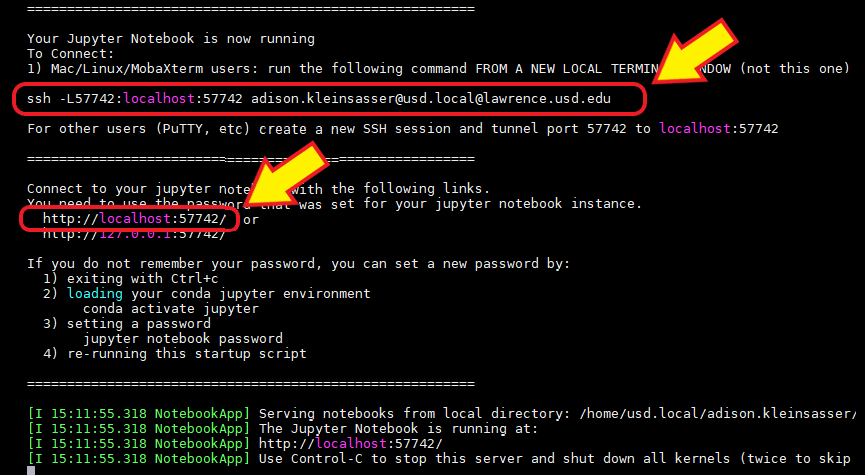 ========================================================
Your Jupyter Notebook is now running
To Connect:
1) Mac/Linux/MobaXterm users: run the following command FROM A NEW LOCAL (not this one)
ssh -L57742:localhost:57742 adison.kleinsasser@usd.local@lawrence.usd.edu
For other users (PuTTY, etc) create a new SSH session and tunnel port 57742 to localhost:57742
========================================================
Connect to your jupyter with the following links.
You need to use the password that was set for your jupyter notebook instance.
http://localhost:57742/ or
http://127.0.0.1:57742/
If you do not remember your password, you can set a new password by:
1) exiting with Ctrl+c
2) loading your conda jupyter environment
conda activate jupyter
3) setting a password
jupyter notebook password
4) re-running this startup script
========================================================
[I 15:11:55.318 NotebookApp] Serving notebooks from local directory: /home/usd.local/adison.kleinsasser/
[I 15:11:55.318 NotebookApp] The Jupyter Notebook is running at:
[I 15:11:55.318 NotebookApp] http://localhost:57742/
[I 15:11:55.318 NotebookApp] Use Control-C to stop this server and shut down all kernels (twice to skip